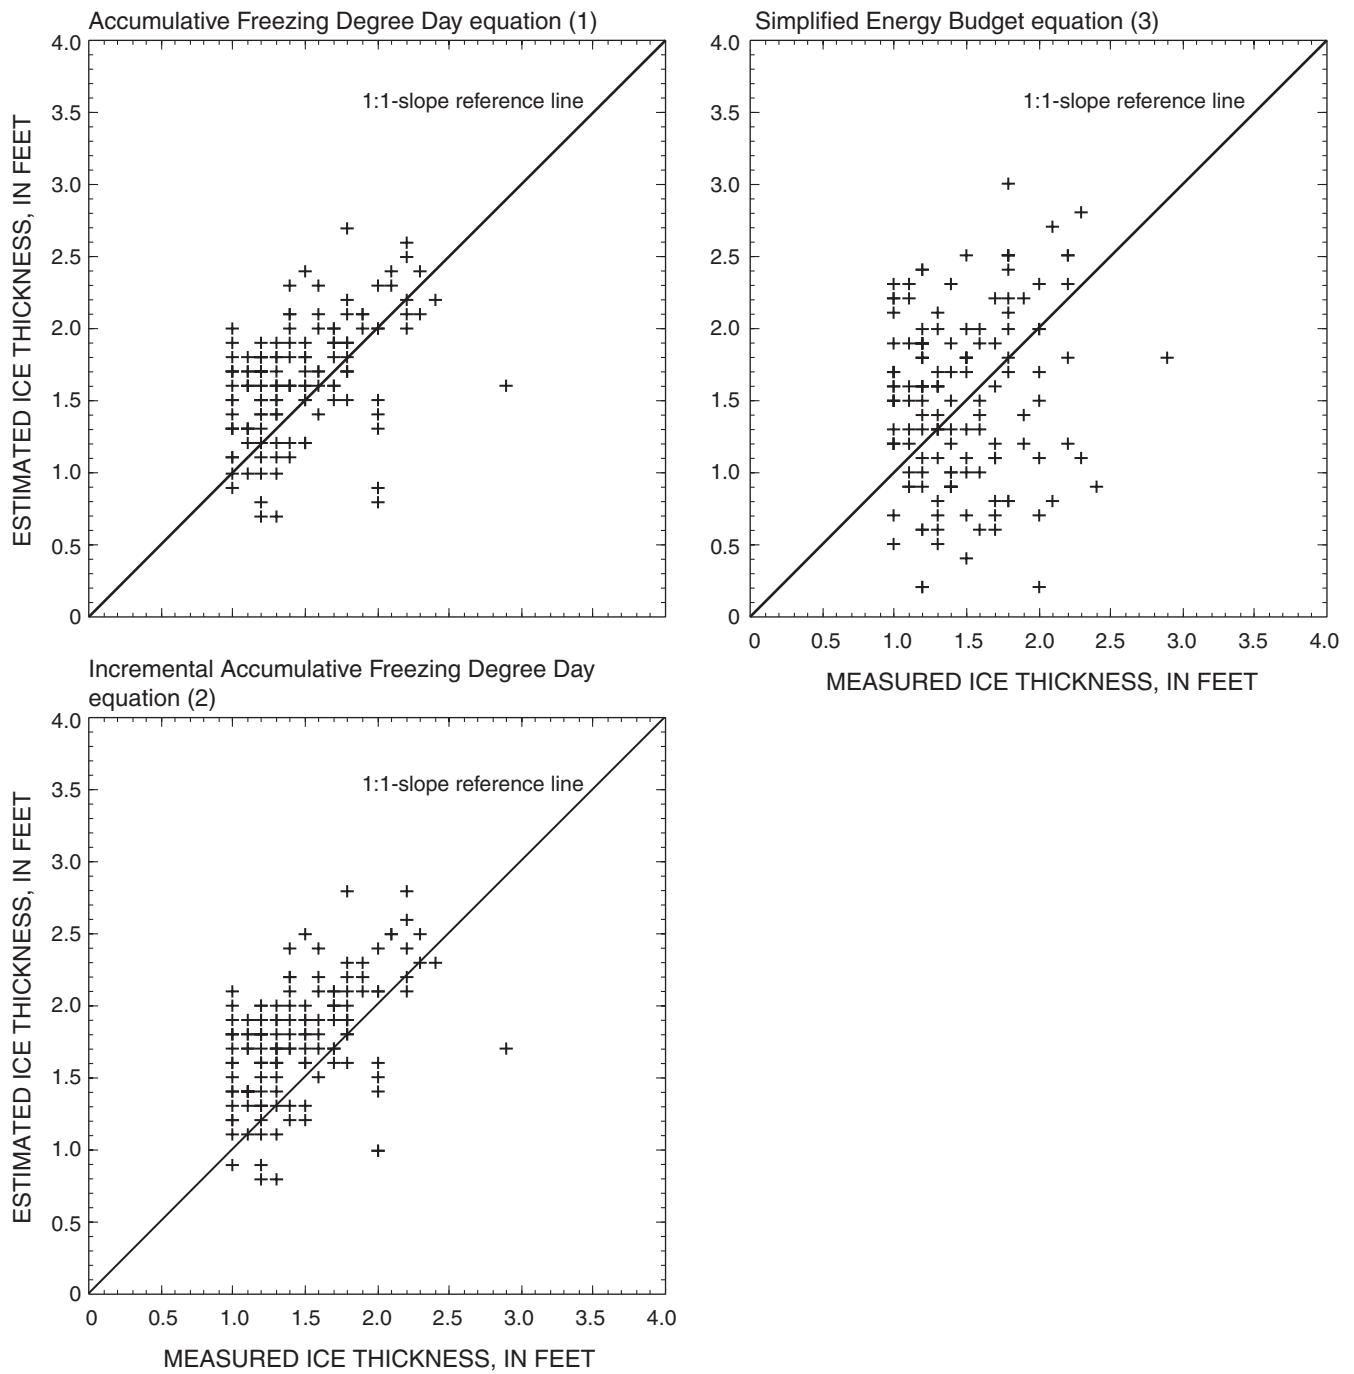 Accumulative Freezing Degree Day equation (1)
4.0
3.5
3.0
2.5
2.0
1.5
1.0
0.5
0
ESTIMATED ICE THICKNESS, IN FEET
1:1-slope reference line
Simplified Energy Budget equation (3)
4.0
3.5
3.0
2.5
2.0
1.5
1.0
0.5
0
1:1-slope reference line
0 0.5 1.0 1.5 2.0 2.5 3.0 3.5 4.0
MEASURED ICE THICKNESS, IN FEET
Incremental Accumulative Freezing Degree Day
equation (2)
4.0
3.5
3.0
2.5
2.0
1.5
1.0
0.5
0
ESTIMATED ICE THICKNESS, IN FEET
1:1-slope reference line
0 0.5 1.0 1.5 2.0 2.5 3.0 3.5 4.0
MEASURED ICE THICKNESS, IN FEET